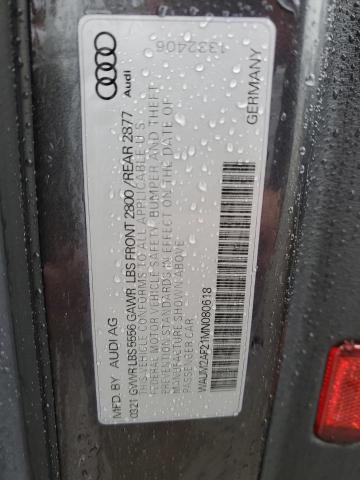 1332406
Audi
GERMANY
MFD. BY AUDI AG
03.21 GVWR LBS 5556 GAWR LBS FRONT 2800/REAR 2877
THIS VEHICLE CONFORMS TO ALL APPLICABLE U.S.
FEDERAL MOTOR VEHICLE SAFETY, BUMPER AND THEFT
PREVENTION STANDARDS IN EFFECT ON THE DATE OF
MANUFACTURE SHOWN ABOVE.
PASSENGER CAR
WAUM2AF21MN080618